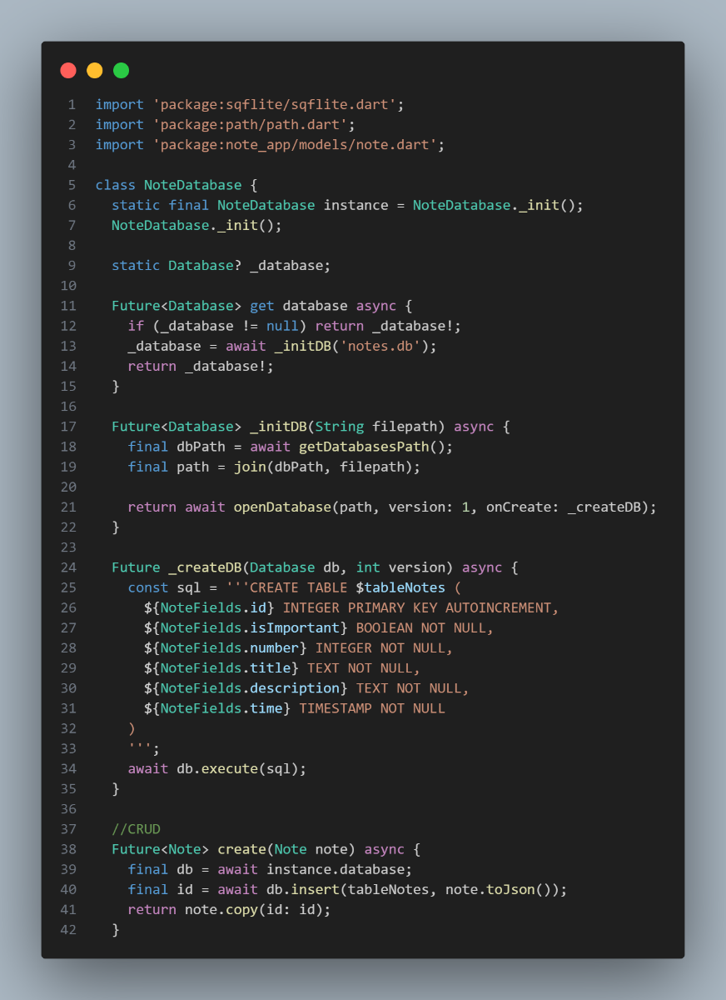 1 import 'package:sqflite/sqflite.dart';
2 import 'package:path/path.dart';
3 import 'package:note_app/models/note.dart';
4
5 class NoteDatabase {
6   static final NoteDatabase instance = NoteDatabase._init();
7   NoteDatabase._init();
8
9   static Database? _database;
10
11   Future<Database> get database async {
12     if (_database != null) return _database!;
13     _database = await _initDB('notes.db');
14     return _database!;
15   }
16
17   Future<Database> _initDB(String filepath) async {
18     final dbPath = await getDatabasesPath();
19     final path = join(dbPath, filepath);
20
21     return await openDatabase(path, version: 1, onCreate: _createDB);
22   }
23
24   Future _createDB(Database db, int version) async {
25     const sql = '''CREATE TABLE $tableNotes (
26       ${NoteFields.id} INTEGER PRIMARY KEY AUTOINCREMENT,
27       ${NoteFields.isImportant} BOOlEAN NOT NULL,
28       ${NoteFields.number} INTEGER NOT NULL,
29       ${NoteFields.title} TEXT NOT NULL,
30       ${NoteFields.description} TEXT NOT NULL,
31       ${NoteFields.time} TIMESTAMP NOT NULL
32     )
33     ''';
34     await db.execute(sql);
35   }
36
37   //CRUD
38   Future<Note> create(Note note) async {
39     final db = await instance.database;
40     final id = await db.insert(tableNotes, note.toJson());
41     return note.copy(id: id);
42   }